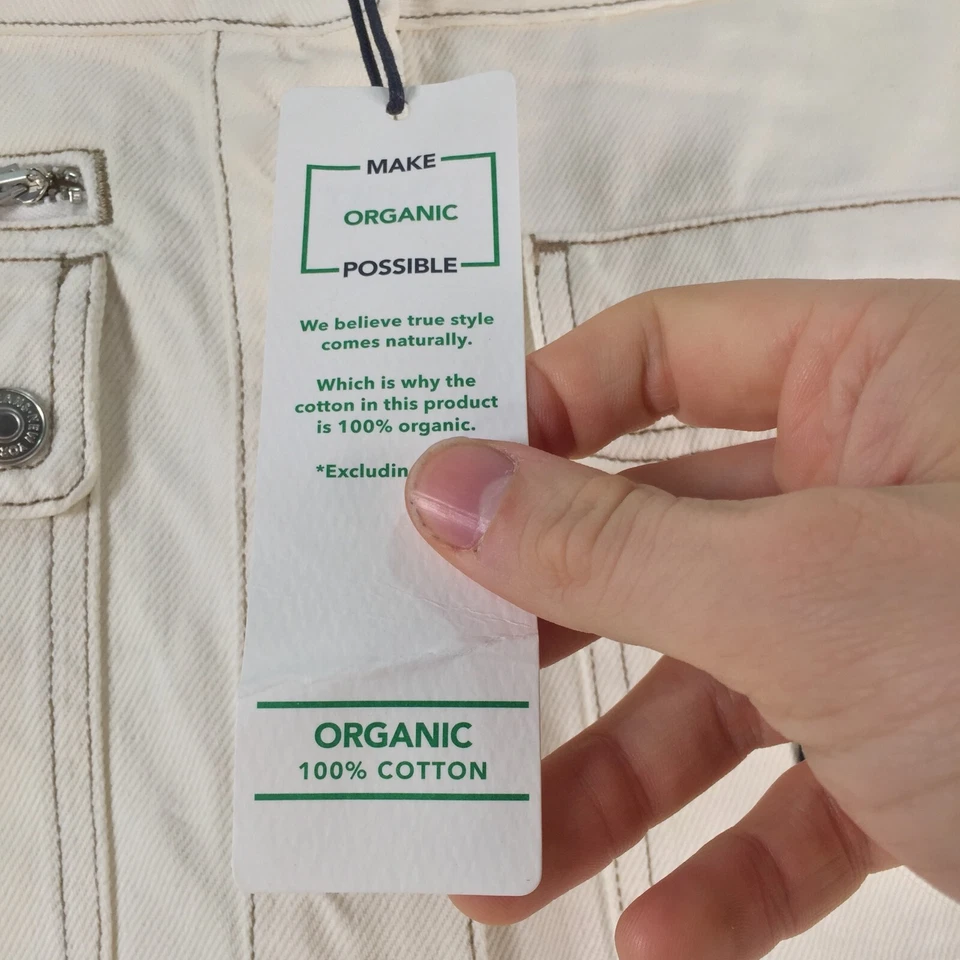 MAKE
ORGANIC
POSSIBLE
We believe true style
comes naturally.
Which is why the
cotton in this product
is 100% organic.
*Excludin
ORGANIC
100% COTTON